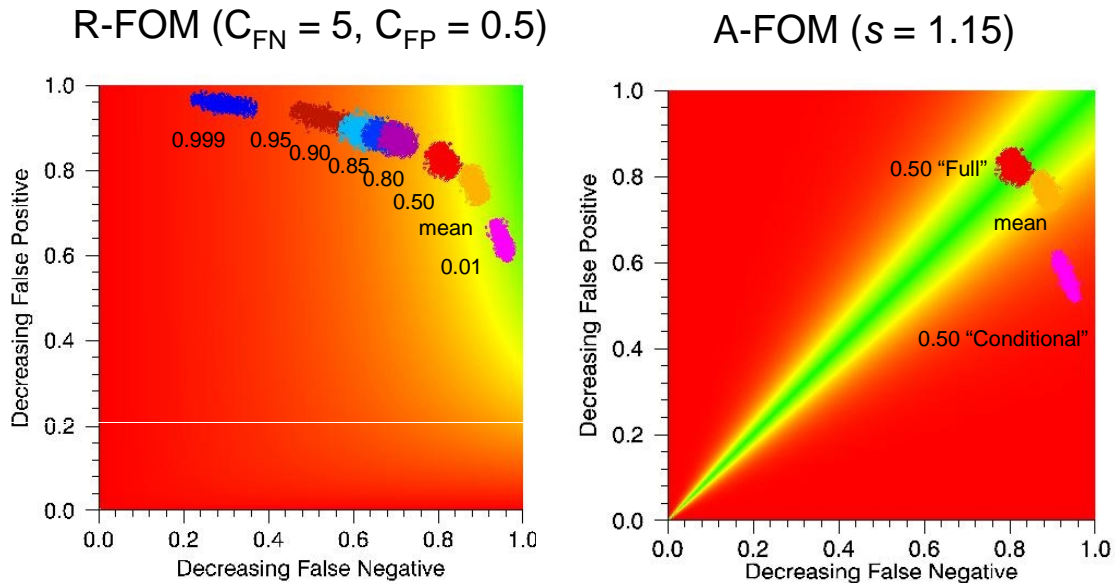 R-FOM (C_FN = 5, C_FP = 0.5)
1.0
0.8
0.6
0.4
0.2
0.0
Decreasing False Positive
0.999
0.95
0.90
0.85
0.80
0.50
mean
0.01
0.0 0.2 0.4 0.6 0.8 1.0
Decreasing False Negative
A-FOM (s = 1.15)
1.0
0.8
0.6
0.4
0.2
0.0
Decreasing False Positive
0.50 “Full”
mean
0.50 “Conditional”
0.0 0.2 0.4 0.6 0.8 1.0
Decreasing False Negative